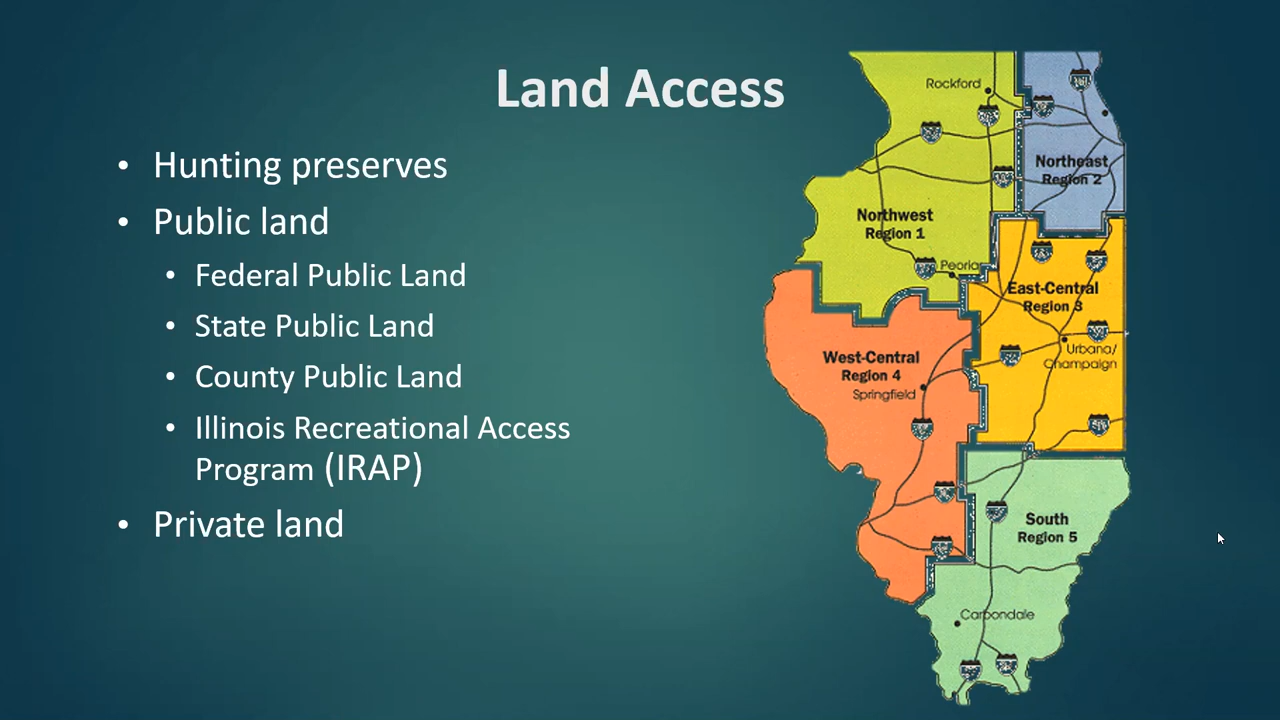 Land Access
• Hunting preserves
• Public land
• Federal Public Land
• State Public Land
• County Public Land
• Illinois Recreational Access
Program (IRAP)
• Private land
Rockford
Northeast
Region 2
Northwest
Region 1
Peoria
East-Central
Region 3
Urbana/
Champaign
West-Central
Region 4
Springfield
South
Region 5
Carbondale